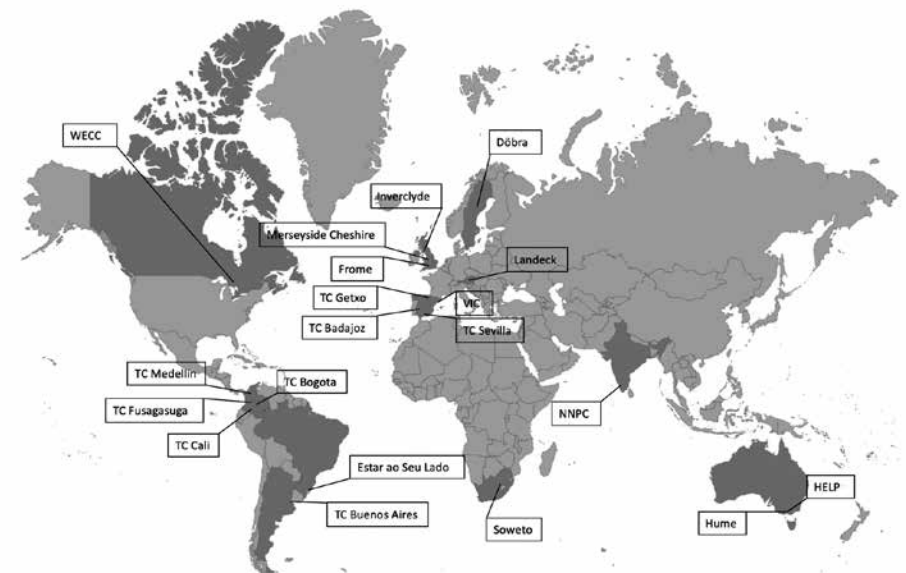 WECC
Döbra
Inverclyde
Merseyside Cheshire
Landeck
Frome
TC Getxo
VIC
TC Badajoz
TC Sevilla
TC Medellin
TC Bogota
TC Fusagasuga
NNPC
TC Cali
Estar ao Seu Lado
HELP
TC Buenos Aires
Soweto
Hume